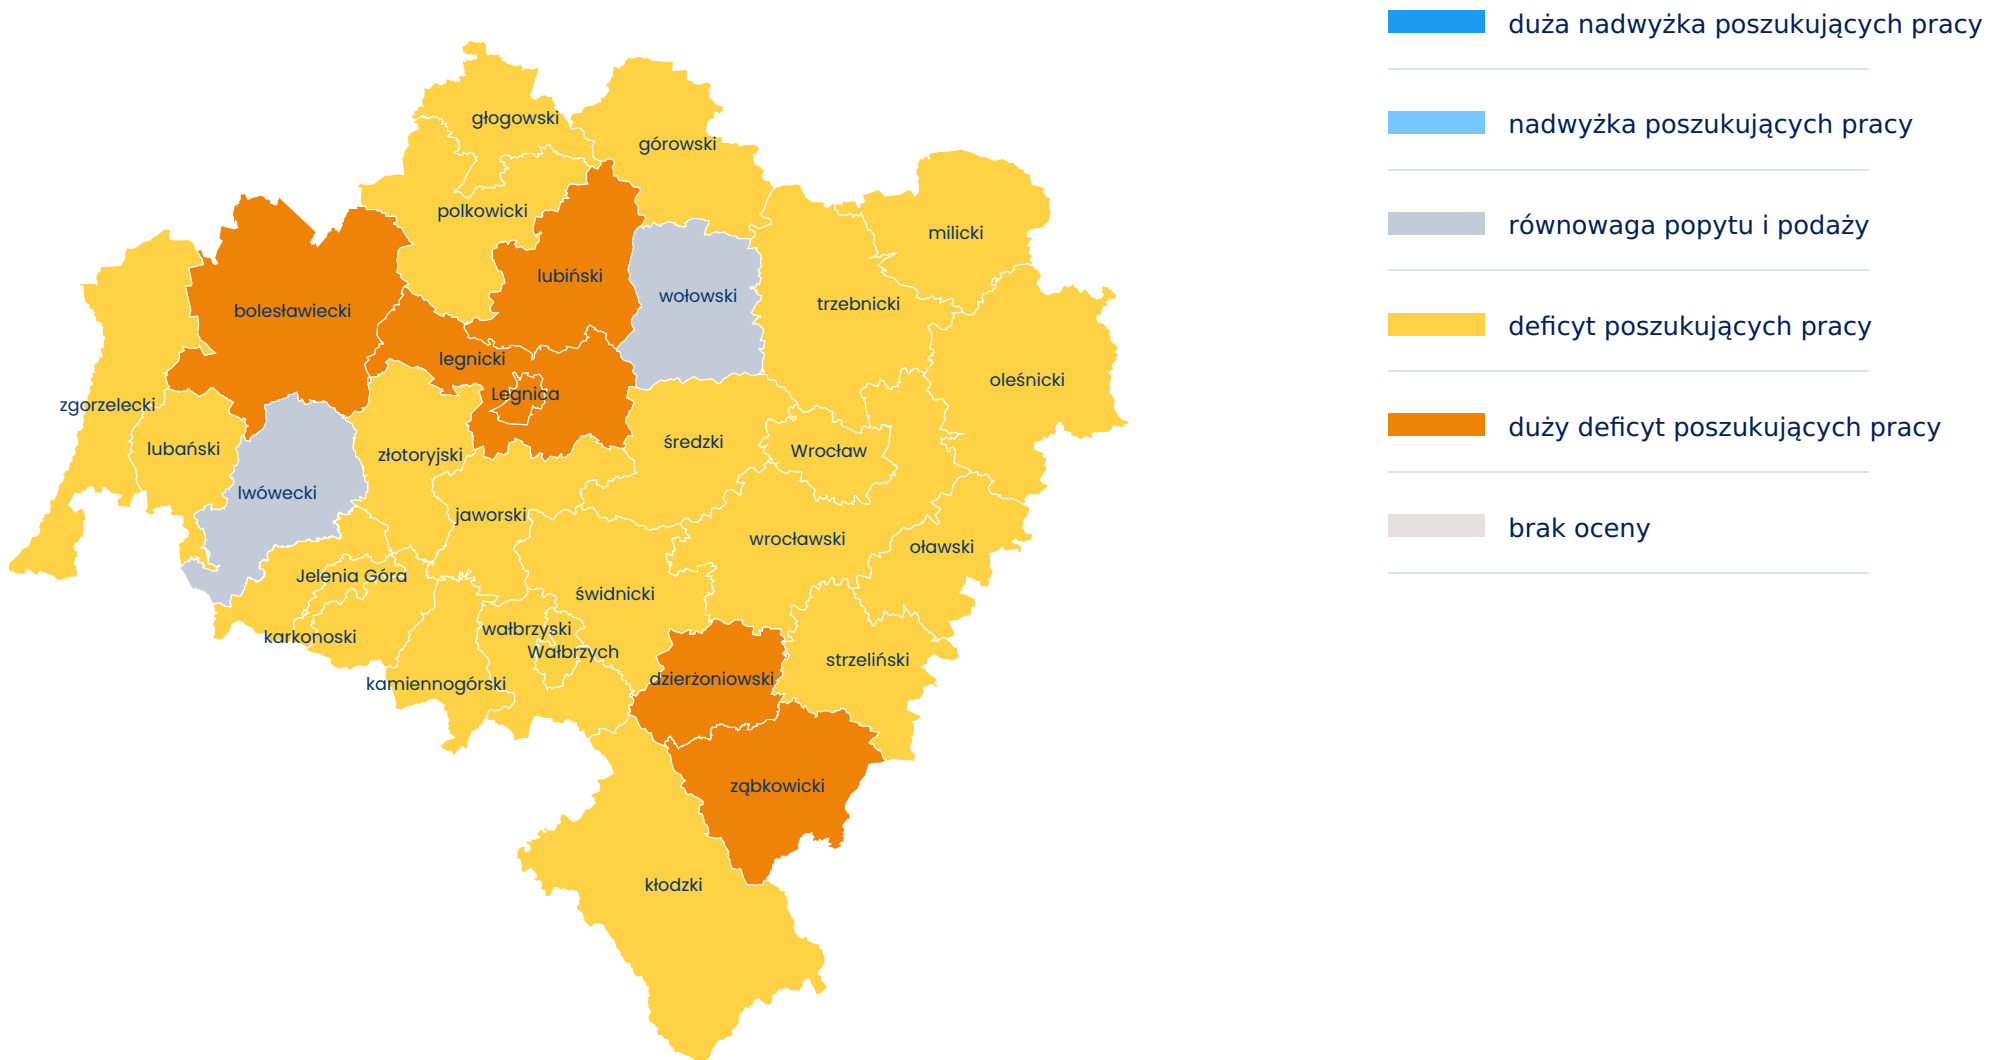 głogowski
górowski
polkowicki
milicki
lubiński
wołowski
trzebnicki
bolesławiecki
legnicki
oleśnicki
Legnica
zgorzelecki
lubański
złotoryjski
średzki
Wrocław
lwówecki
jaworski
wrocławski
oławski
Jelenia Góra
świdnicki
karkonoski
wałbrzyski
Wałbrzych
strzeliński
kamiennogórski
dzierżoniowski
ząbkowicki
kłodzki
duża nadwyżka poszukujących pracy
nadwyżka poszukujących pracy
równowaga popytu i podaży
deficyt poszukujących pracy
duży deficyt poszukujących pracy
brak oceny